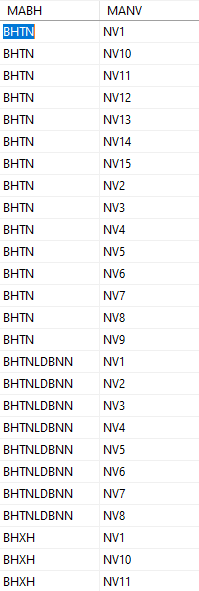 MABH MANV
BHTN NV1
BHTN NV10
BHTN NV11
BHTN NV12
BHTN NV13
BHTN NV14
BHTN NV15
BHTN NV2
BHTN NV3
BHTN NV4
BHTN NV5
BHTN NV6
BHTN NV7
BHTN NV8
BHTN NV9
BHTNLDBNN NV1
BHTNLDBNN NV2
BHTNLDBNN NV3
BHTNLDBNN NV4
BHTNLDBNN NV5
BHTNLDBNN NV6
BHTNLDBNN NV7
BHTNLDBNN NV8
BHXH NV1
BHXH NV10
BHXH NV11